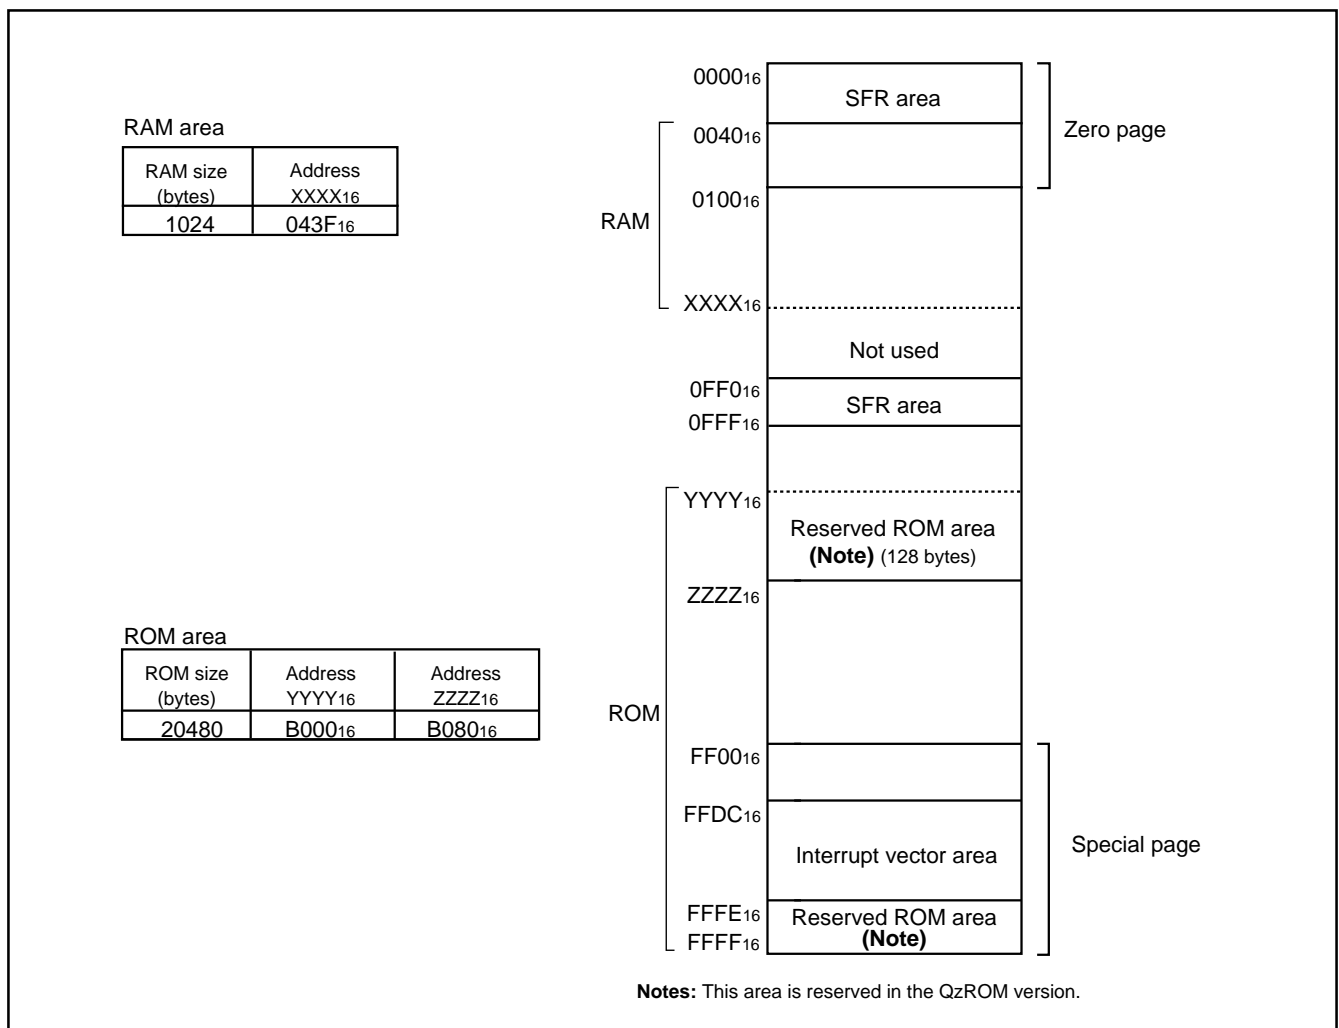 RAM area
RAM size
(bytes)
Address
XXXX16
1024
043F16
ROM area
ROM size
(bytes)
Address
YYYY16
Address
ZZZZ16
20480
B00016
B08016
RAM
ROM
000016
SFR area
004016
010016
XXXX16
Not used
0FF016
SFR area
0FFF16
YYYY16
Reserved ROM area
(Note) (128 bytes)
ZZZZ16
FF0016
FFDC16
Interrupt vector area
FFFE16
Reserved ROM area
(Note)
FFFF16
Zero page
Special page
Notes: This area is reserved in the QzROM version.